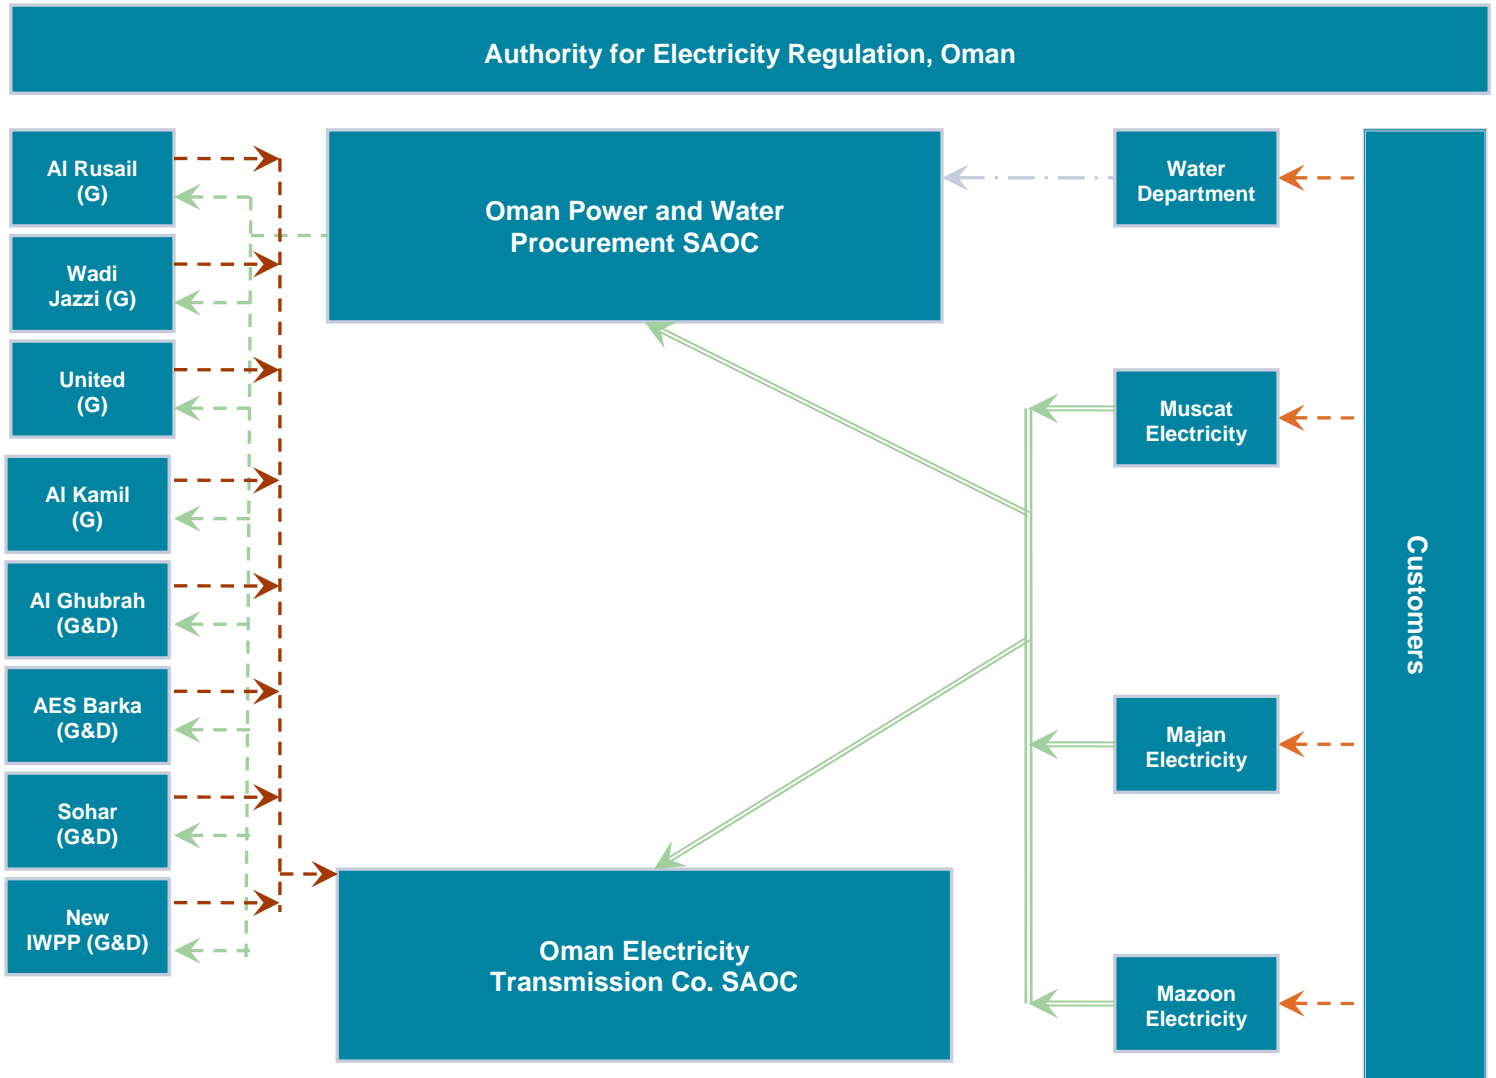 Authority for Electricity Regulation, Oman
Al Rusail
(G)
Wadi
Jazzi (G)
United
(G)
Al Kamil
(G)
Al Ghubrah
(G&D)
AES Barka
(G&D)
Sohar
(G&D)
New
IWPP (G&D)
Oman Power and Water
Procurement SAOC
Oman Electricity
Transmission Co. SAOC
Water
Department
Muscat
Electricity
Majan
Electricity
Mazoon
Electricity
Customers